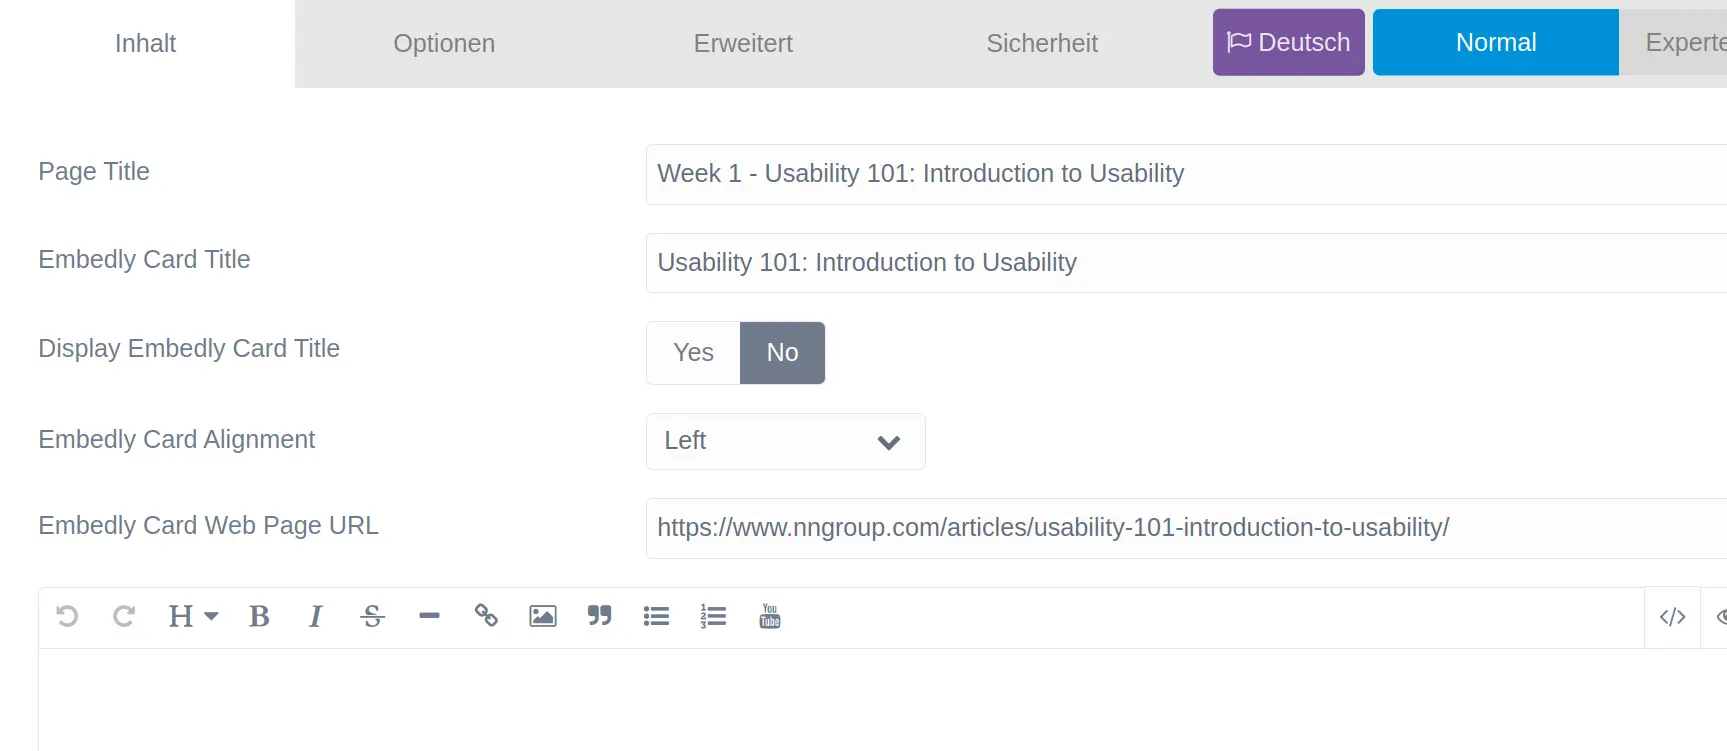 Inhalt Optionen Erweitert Sicherheit Deutsch Normal Experte
Page Title Week 1 - Usability 101: Introduction to Usability
Embedly Card Title Usability 101: Introduction to Usability
Display Embedly Card Title Yes No
Embedly Card Alignment Left
Embedly Card Web Page URL https://www.nngroup.com/articles/usability-101-introduction-to-usability/
H B I S You Tube </>